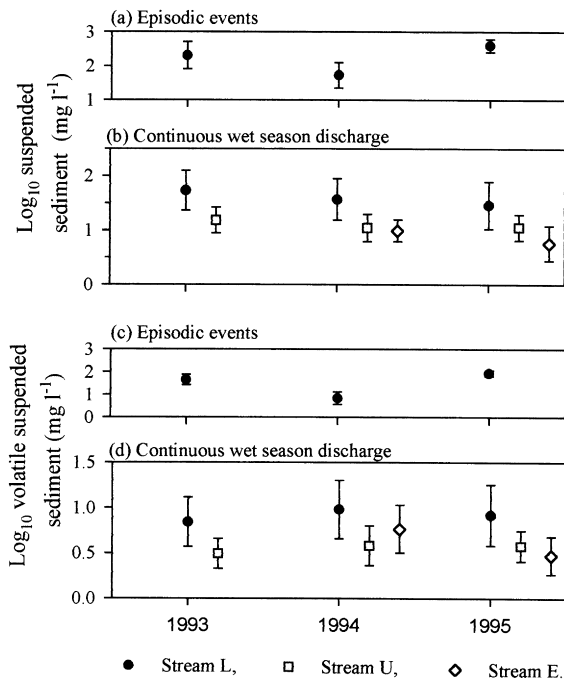 (a) Episodic events
3
2
1
(b) Continuous wet season discharge
2
1
0
Log₁₀ suspended
sediment (mg l⁻¹)
(c) Episodic events
3
2
1
0
(d) Continuous wet season discharge
1.5
1.0
0.5
0.0
Log₁₀ volatile suspended
sediment (mg l⁻¹)
1993
1994
1995
Stream L, Stream U, Stream E.